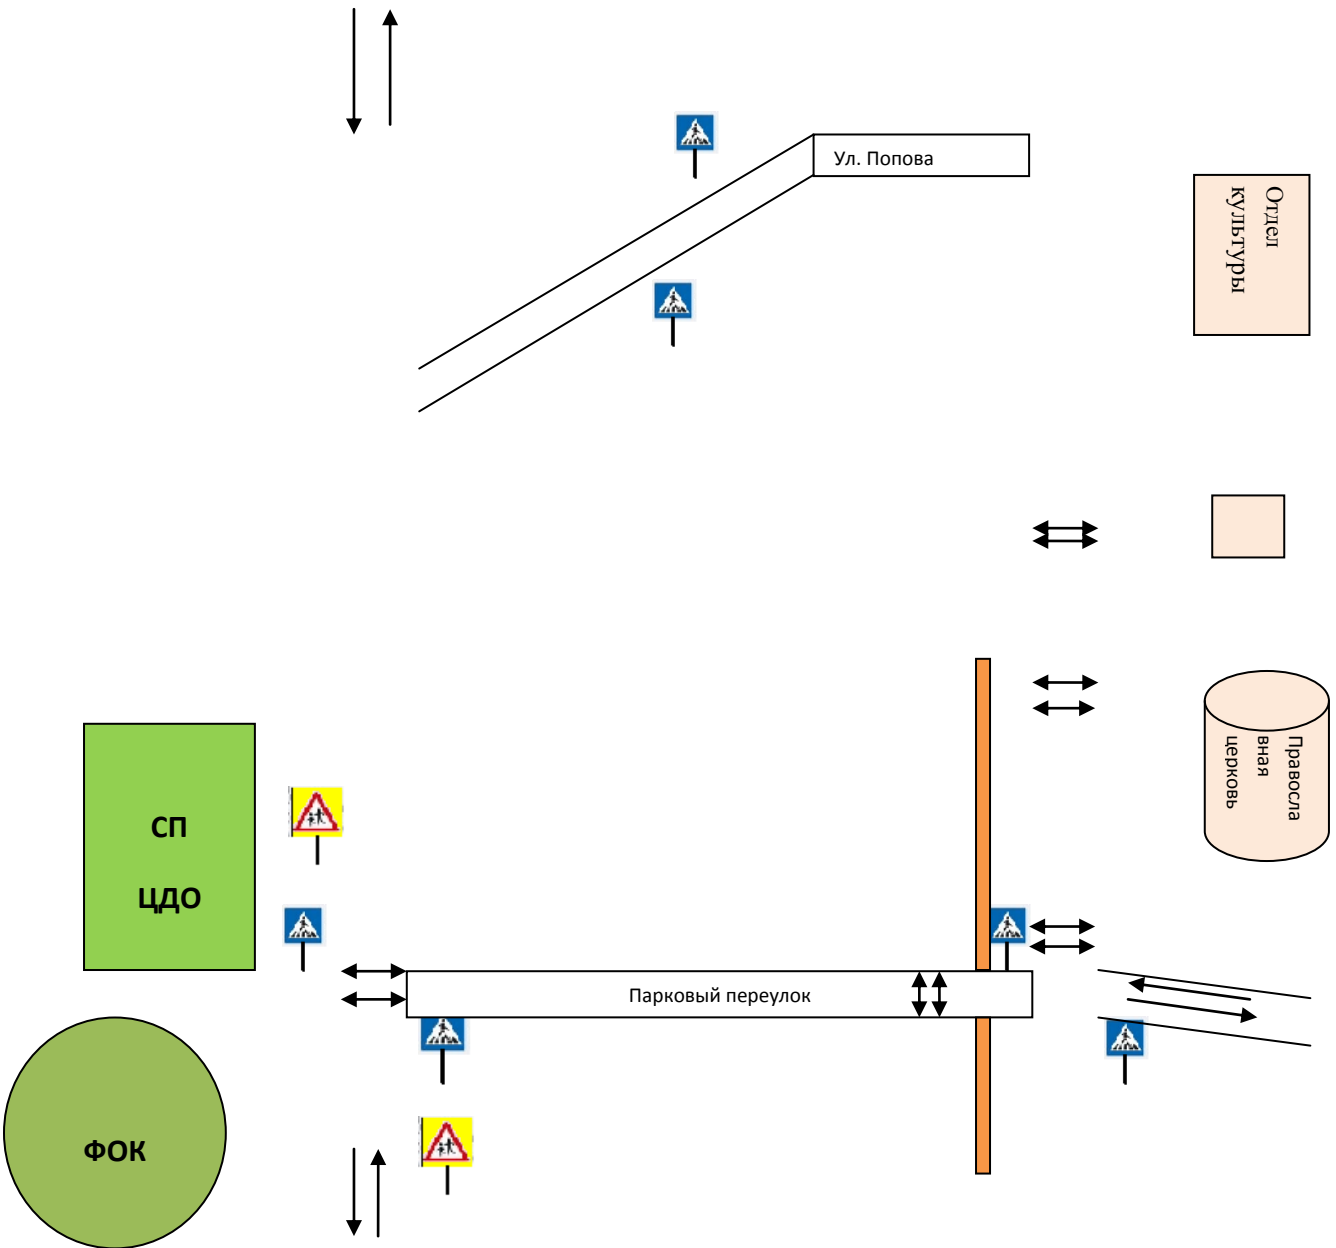 Ул. Попова
Отдел
культуры
Правосла
вная
церковь
СП
ЦДО
Парковый переулок
ФОК